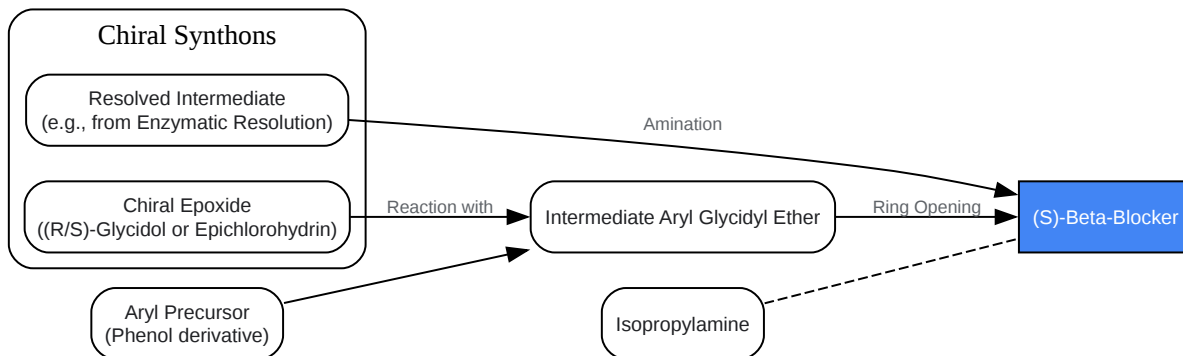 Chiral Synthons
Resolved Intermediate
(e.g., from Enzymatic Resolution)
Amination
Chiral Epoxide
((R/S)-Glycidol or Epichlorohydrin)
Reaction with
Intermediate Aryl Glycidyl Ether
Ring Opening
(S)-Beta-Blocker
Aryl Precursor
(Phenol derivative)
Isopropylamine